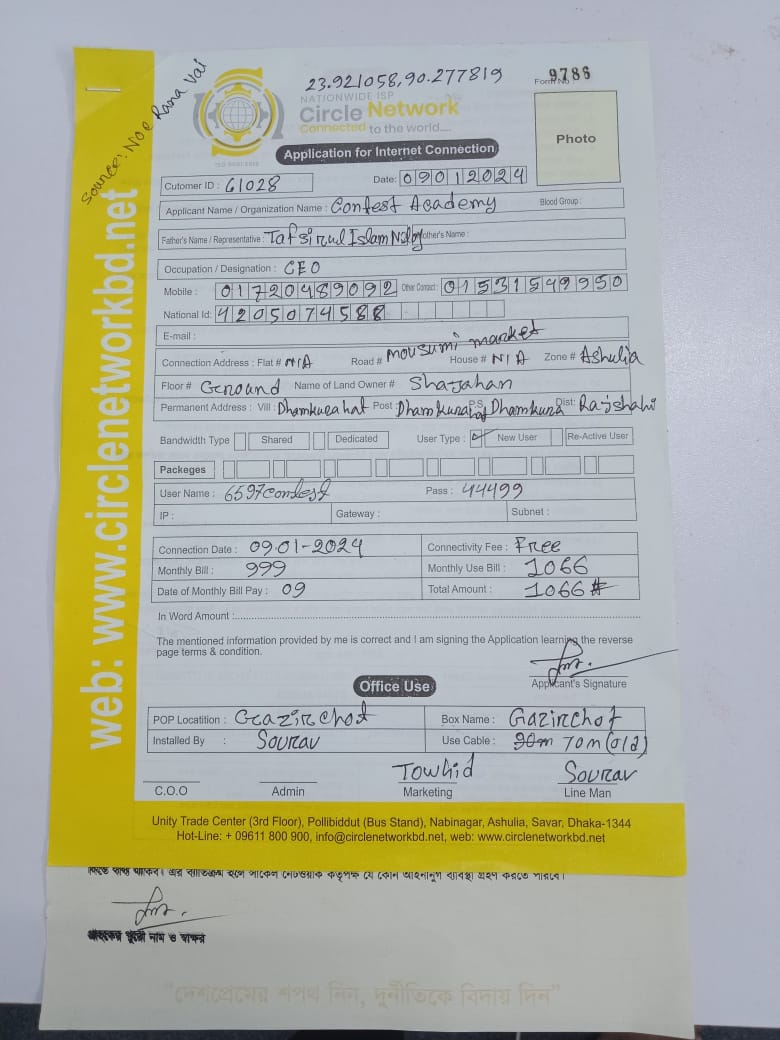 23.921058,90.277819
Form No 9786
Source: Noe Rana Vai
NATIONWIDE ISP
Circle Network
Connected to the world....
ISO 9001:2015
Photo
Application for Internet Connection
Cutomer ID : 61028
Date: 09012024
Applicant Name / Organization Name : Contest Academy Blood Group :
Father's Name / Representative : Tafsirul Islam Mother's Name :
Occupation / Designation : CEO
Mobile : 01720489092 Other Contact : 01531549950
National Id: 4205074588
E-mail :
Connection Address : Flat # N/A Road # mousumi market House # N/A Zone # Ashulia
Floor # Ground Name of Land Owner # Shajahan
Permanent Address : Vill : Dhamkurahat Post : Dhamkurahat P.S. Dhamkura Dist: Rajshahi
Bandwidth Type Shared Dedicated User Type : New User Re-Active User
Packeges
User Name : 6597contest Pass : 44499
IP : Gateway : Subnet :
Connection Date : 09-01-2024 Connectivity Fee : Free
Monthly Bill : 999 Monthly Use Bill : 1066
Date of Monthly Bill Pay : 09 Total Amount : 1066 #
In Word Amount :
The mentioned information provided by me is correct and I am signing the Application learning the reverse
page terms & condition.
Applicant's Signature
Office Use
POP Locatition : Gazirchot Box Name : Gazirchot
Installed By : Sourav Use Cable : 90m 70m (old)
Towhid Sourav
C.O.O Admin Marketing Line Man
Unity Trade Center (3rd Floor), Pollibiddut (Bus Stand), Nabinagar, Ashulia, Savar, Dhaka-1344
Hot-Line: + 09611 800 900, info@circlenetworkbd.net, web: www.circlenetworkbd.net
web: www.circlenetworkbd.net
গ্রাহকের পুরো নাম ও স্বাক্ষর
“দেশপ্রেমের শপথ নিন, দুর্নীতিকে বিদায় দিন”